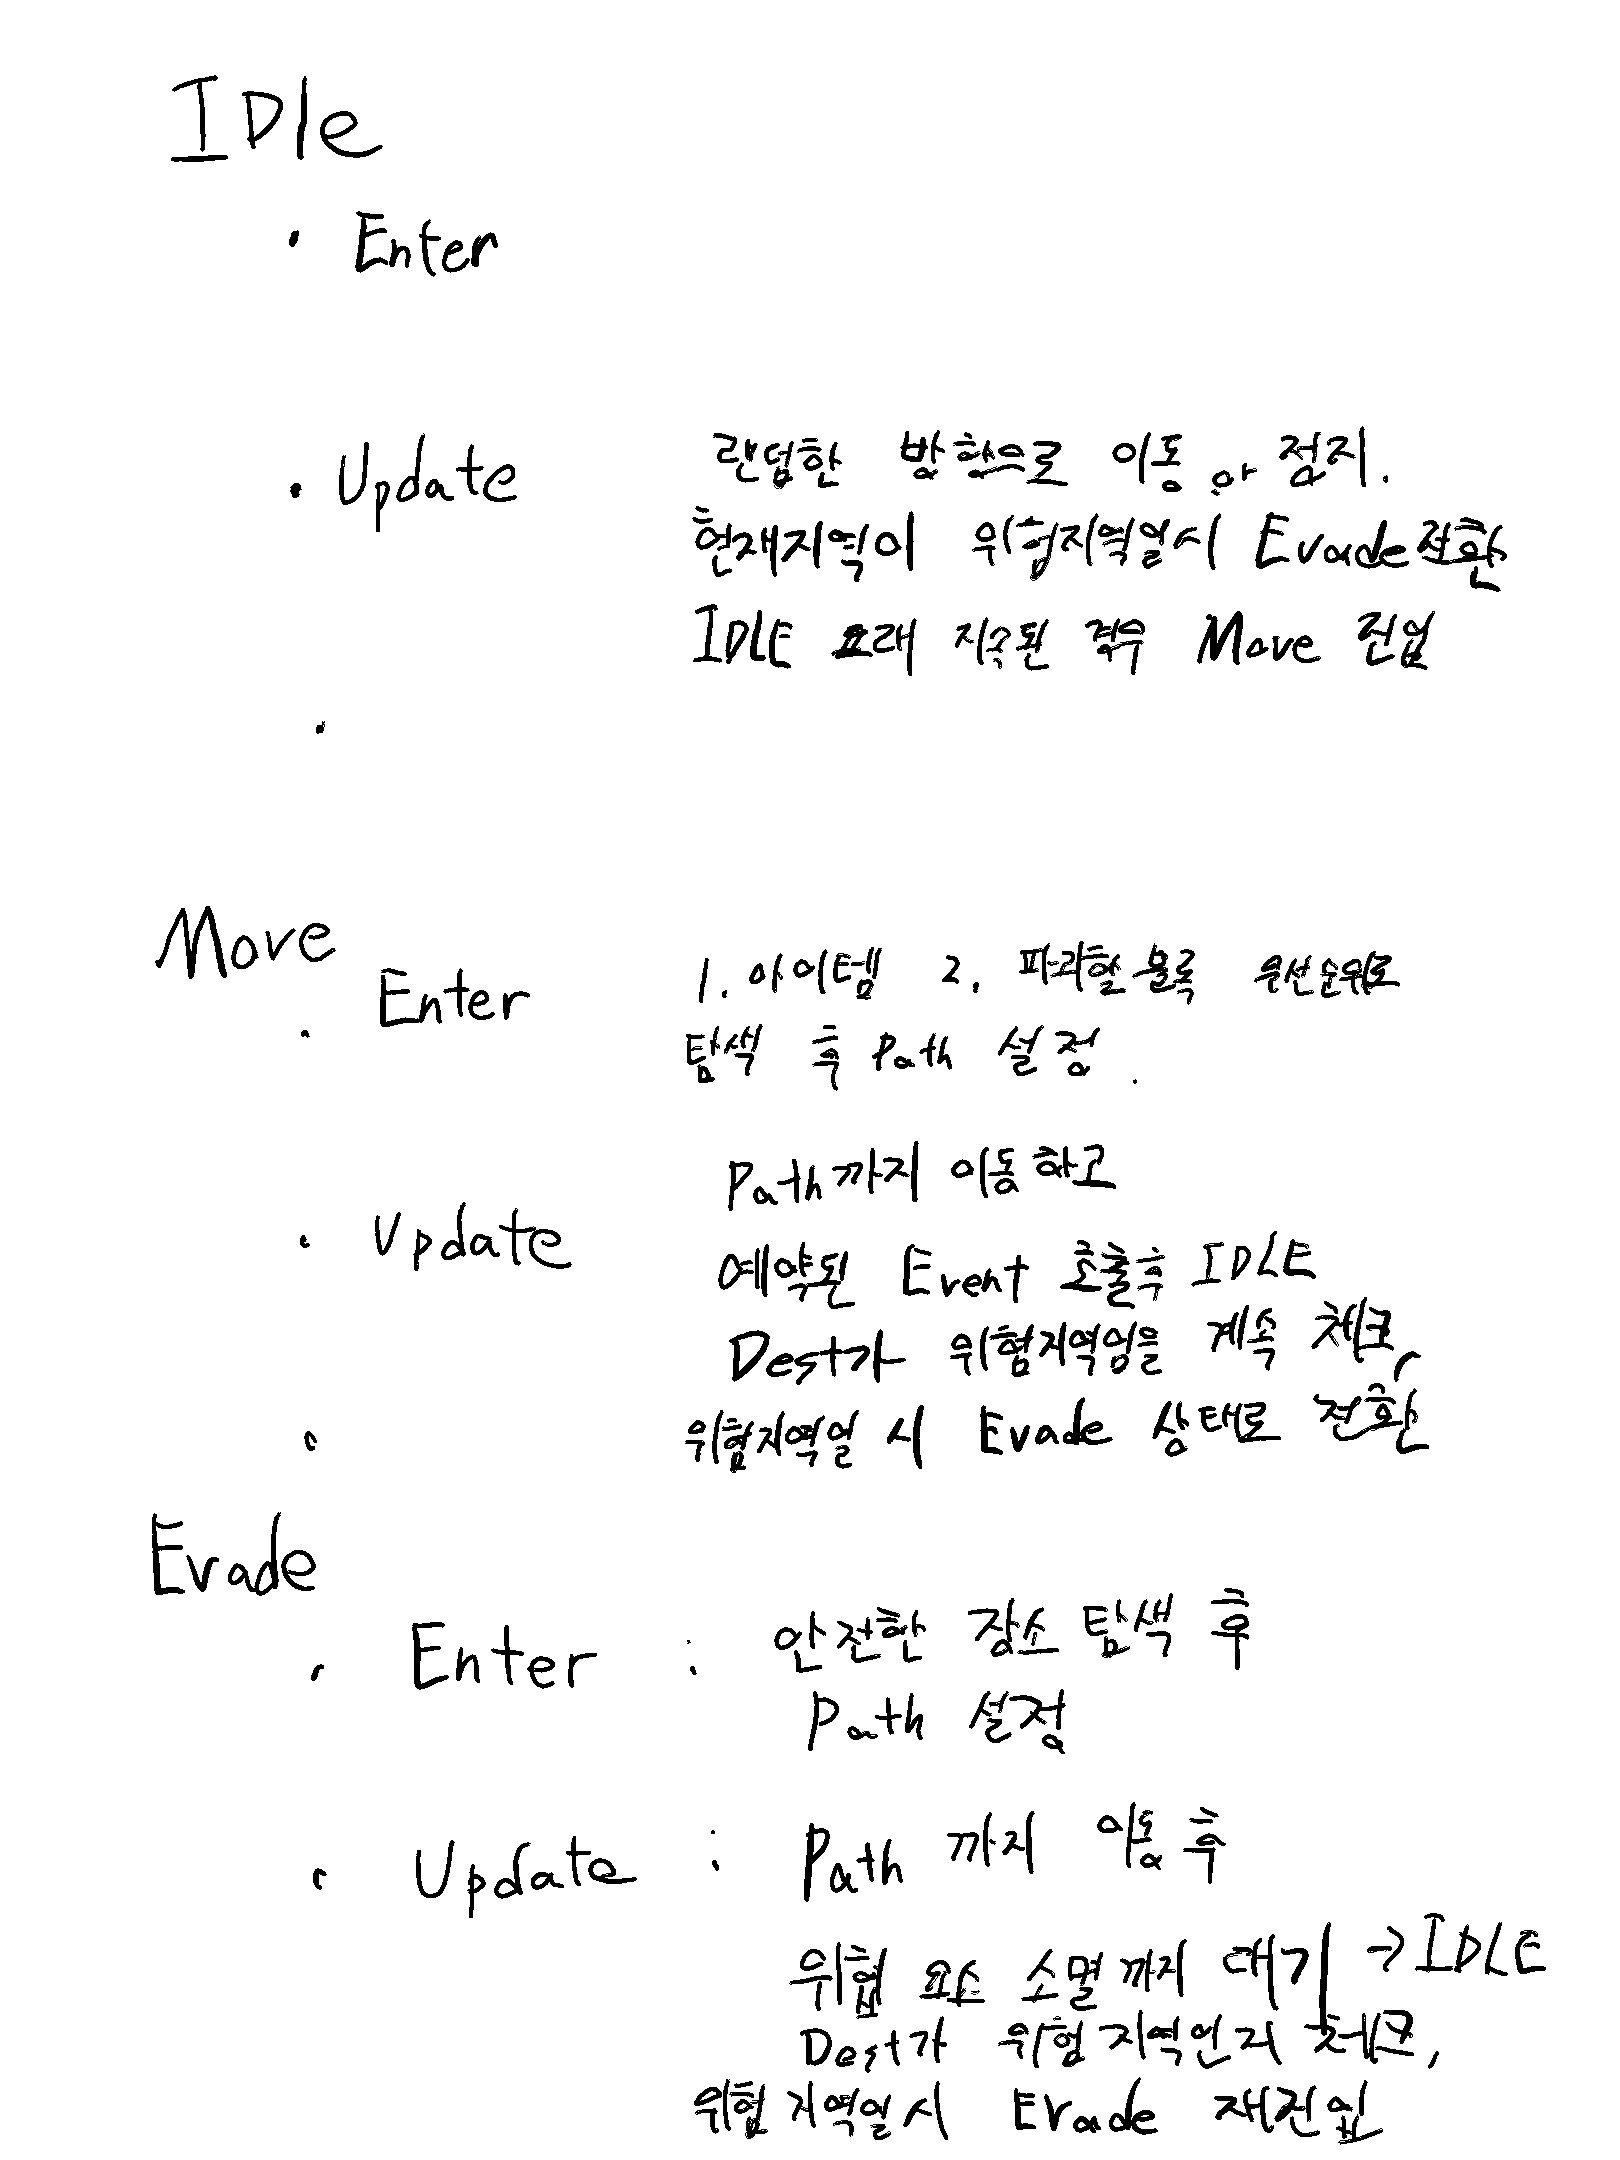 IDle
· Enter
· Update 랜덤한 방향으로 이동 or 정지.
현재지역이 위험지역일시 Evade전환
IDLE 오래 지속된 경우 Move 진입
·
Move
· Enter 1. 아이템 2. 파괴할 블록 우선순위로
탐색 후 Path 설정.
· Update Path까지 이동하고
예약된 Event 호출후 IDLE
Dest가 위험지역임을 계속 체크,
· 위험지역일 시 Evade 상태로 전환
Evade
· Enter : 안전한 장소 탐색 후
Path 설정
· Update : Path 까지 이동 후
위협 요소 소멸까지 대기 → IDLE
Dest가 위험 지역인지 체크,
위험 지역일시 Evade 재진입